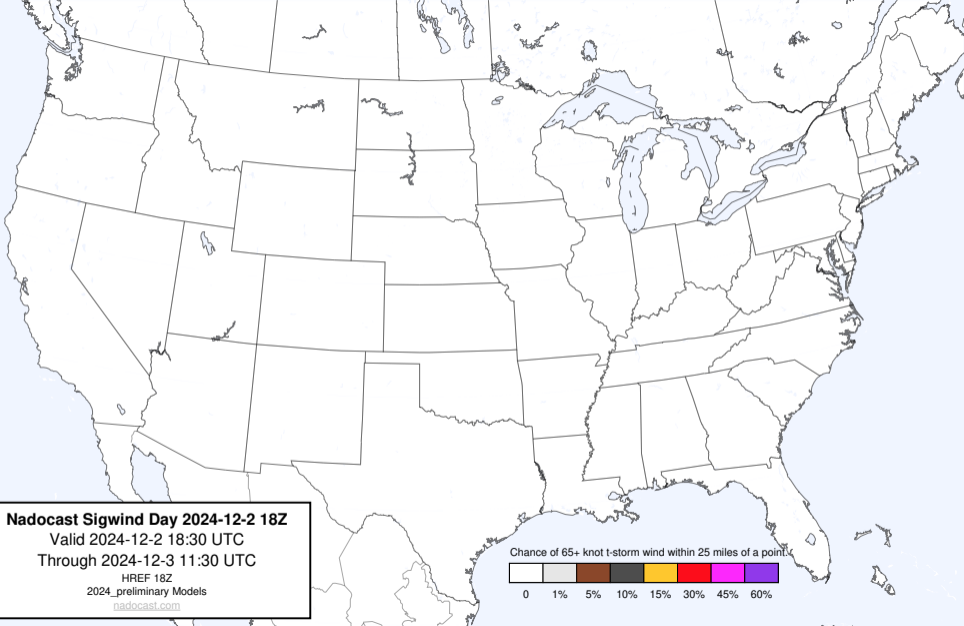 Nadocast Sigwind Day 2024-12-2 18Z
Valid 2024-12-2 18:30 UTC
Through 2024-12-3 11:30 UTC
HREF 18Z
2024_preliminary Models
nadocast.com
Chance of 65+ knot t-storm wind within 25 miles of a point.
0 1% 5% 10% 15% 30% 45% 60%